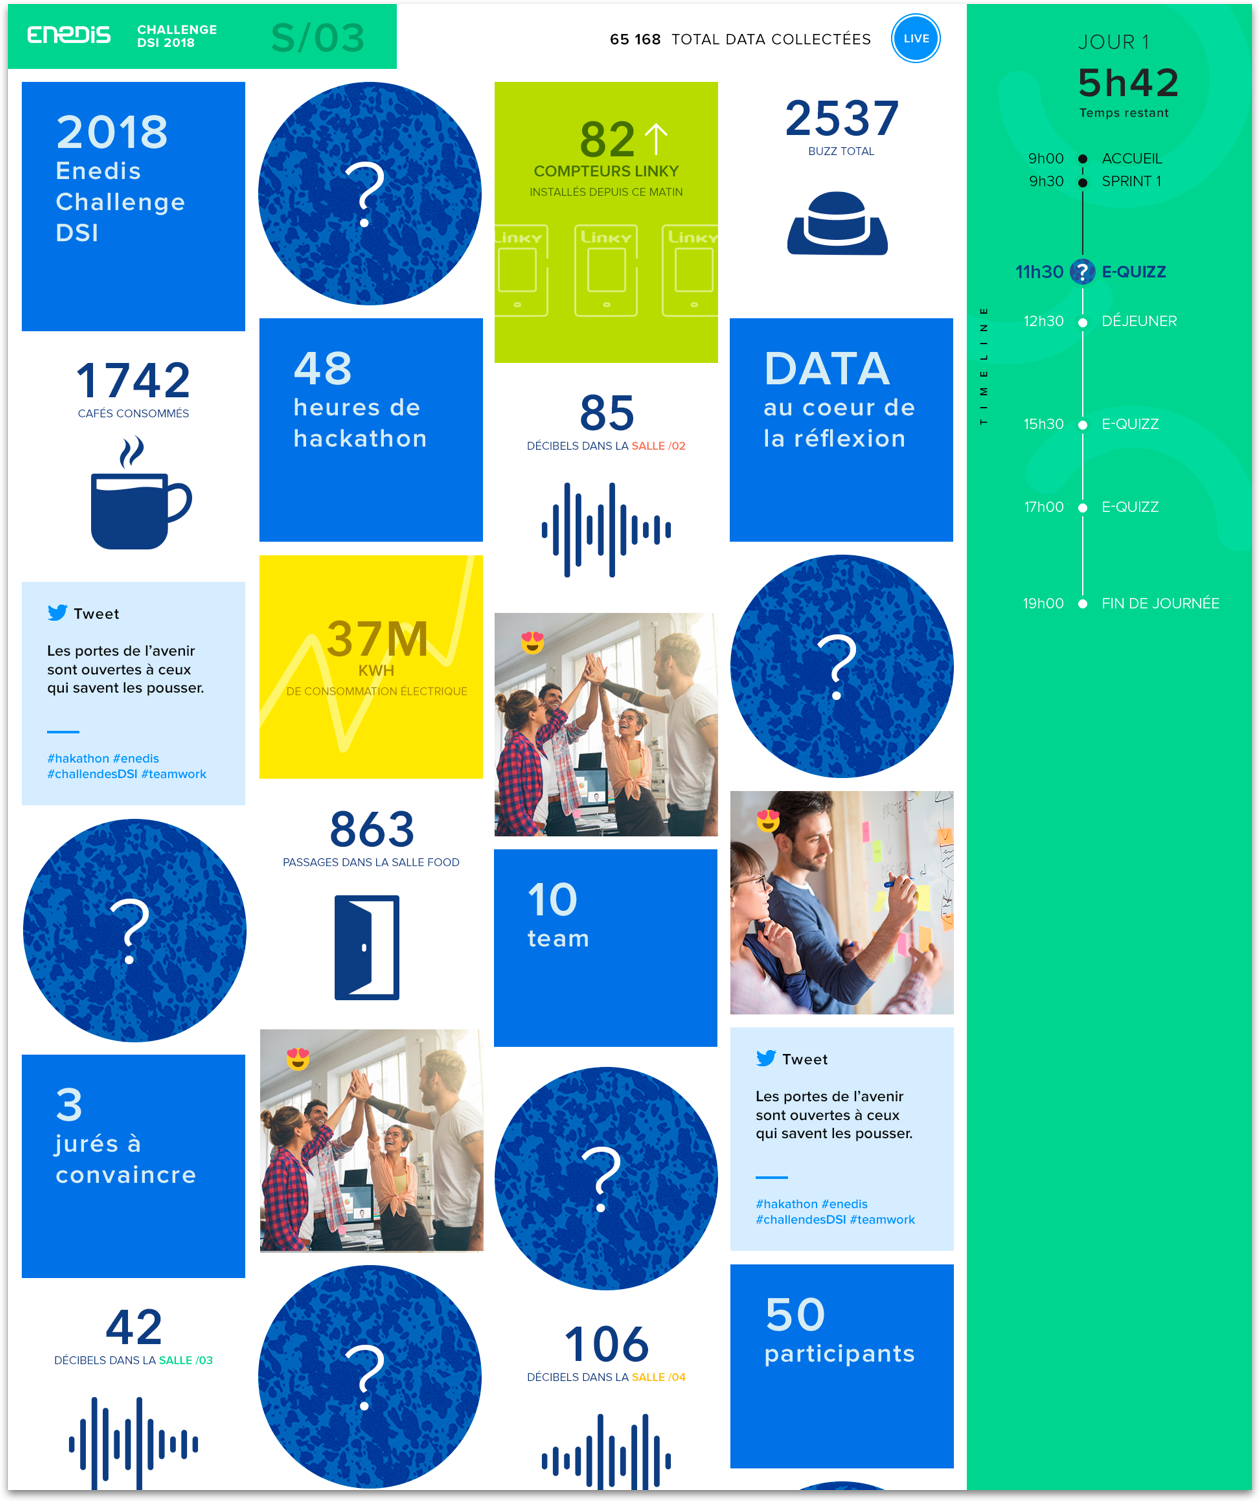 enedis
CHALLENGE
DSI 2018
S/03
65 168 TOTAL DATA COLLECTÉES
LIVE
2018
Enedis
Challenge
DSI
1742
CAFÉS CONSOMMÉS
Tweet
Les portes de l'avenir
sont ouvertes à ceux
qui savent les pousser.
#hakathon #enedis
#challendesDSI #teamwork
?
3
jurés à
convaincre
42
DÉCIBELS DANS LA SALLE /03
?
48
heures de
hackathon
37M
KWH
DE CONSOMMATION ÉLECTRIQUE
863
PASSAGES DANS LA SALLE FOOD
?
82
COMPTEURS LINKY
INSTALLÉS DEPUIS CE MATIN
Linky Linky Linky
85
DÉCIBELS DANS LA SALLE /02
10
team
?
106
DÉCIBELS DANS LA SALLE /04
2537
BUZZ TOTAL
DATA
au coeur de
la réflexion
?
Tweet
Les portes de l'avenir
sont ouvertes à ceux
qui savent les pousser.
#hakathon #enedis
#challendesDSI #teamwork
50
participants
JOUR 1
5h42
Temps restant
TIMELINE
9h00 ACCUEIL
9h30 SPRINT 1
11h30 ? E-QUIZZ
12h30 DÉJEUNER
15h30 E-QUIZZ
17h00 E-QUIZZ
19h00 FIN DE JOURNÉE